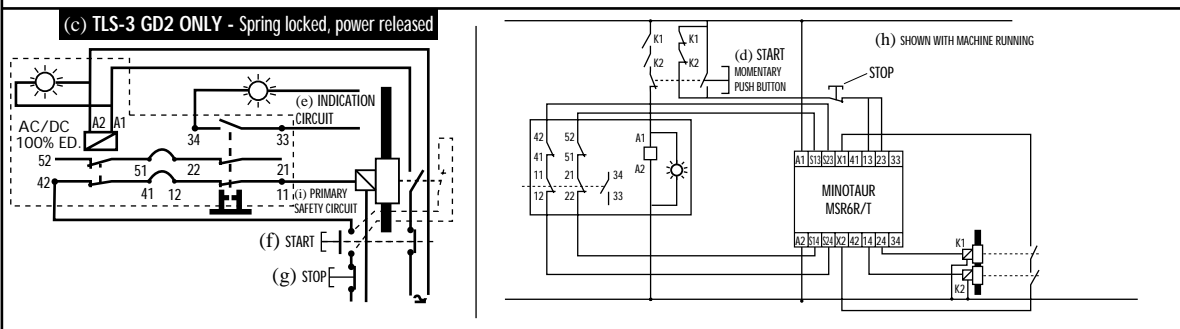 (c) TLS-3 GD2 ONLY - Spring locked, power released
A2 A1
AC/DC
100% ED.
(e) INDICATION
CIRCUIT
34 33
52 51 22 21
42 41 12 11
(i) PRIMARY
SAFETY CIRCUIT
(f) START
(g) STOP
(h) SHOWN WITH MACHINE RUNNING
K1 K1
K2 K2
(d) START
MOMENTARY
PUSH BUTTON
STOP
42 52 A1
41 51 A2
11 21 34
12 22 33
A1 S13 S23 X1 41 13 23 33
MINOTAUR
MSR6R/T
A2 S14 S24 X2 42 14 24 34
K1
K2